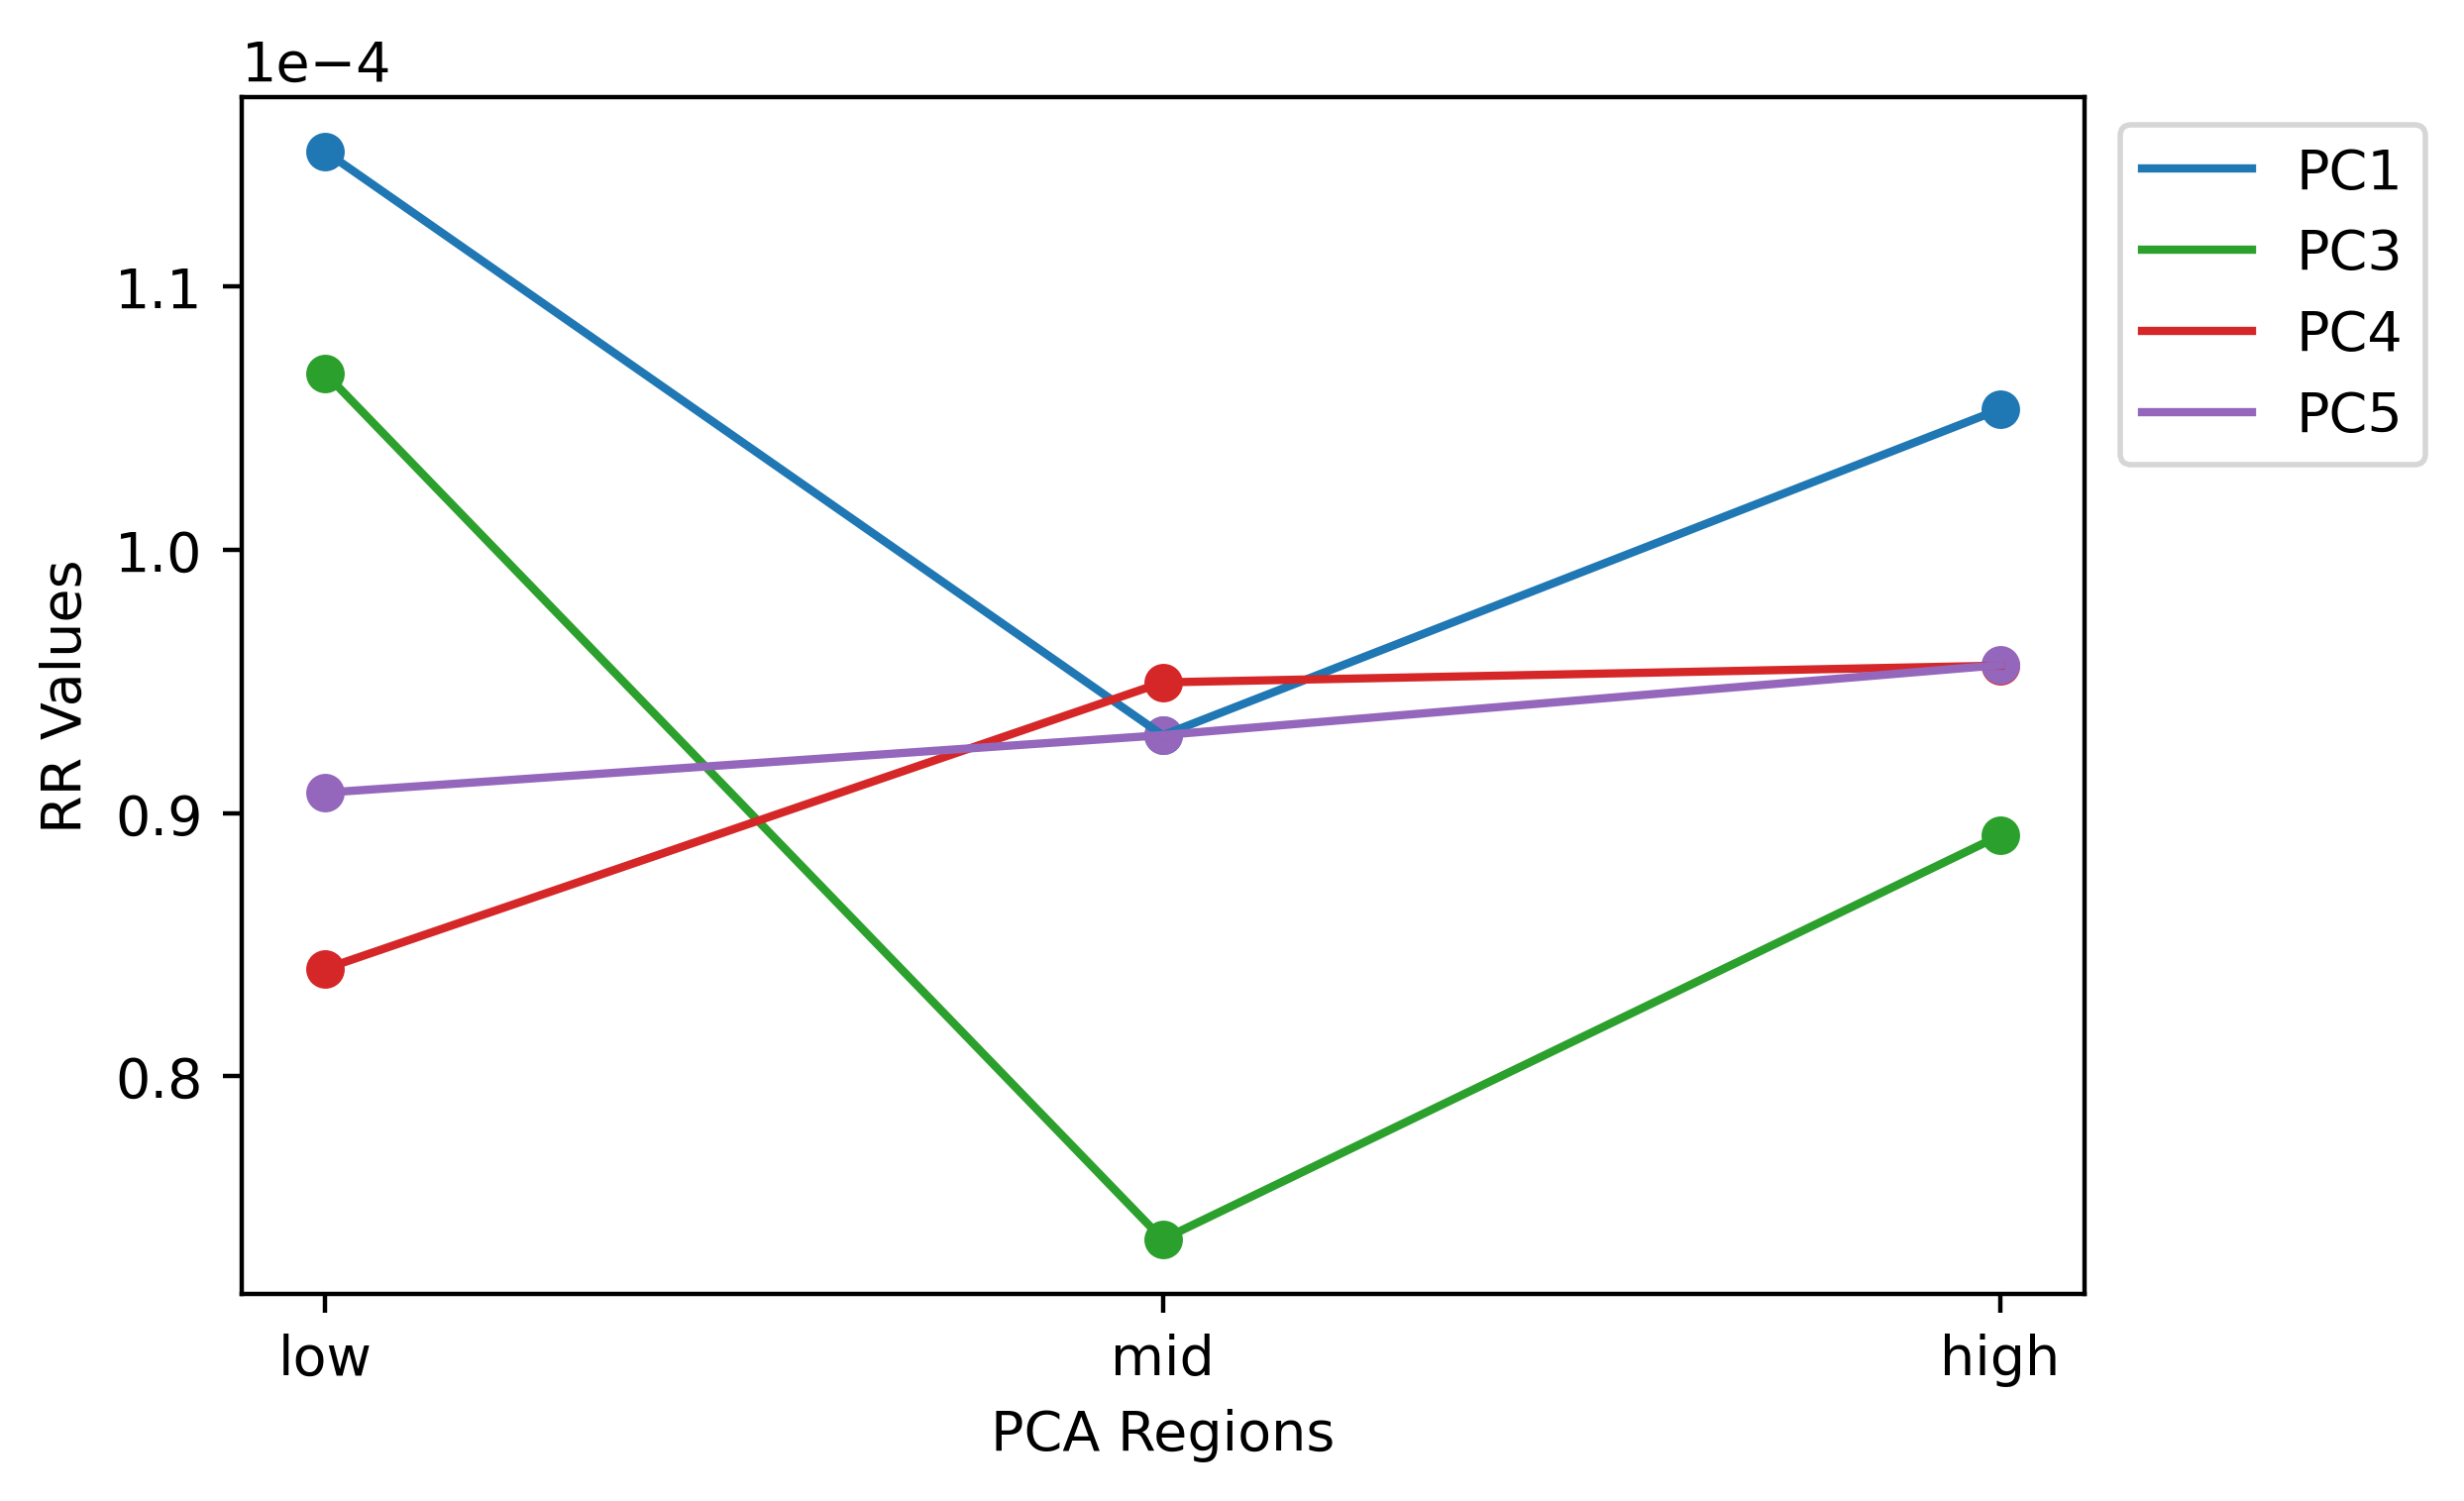 1e−4
1.1
1.0
0.9
0.8
RR Values
low
mid
high
PCA Regions
PC1
PC3
PC4
PC5